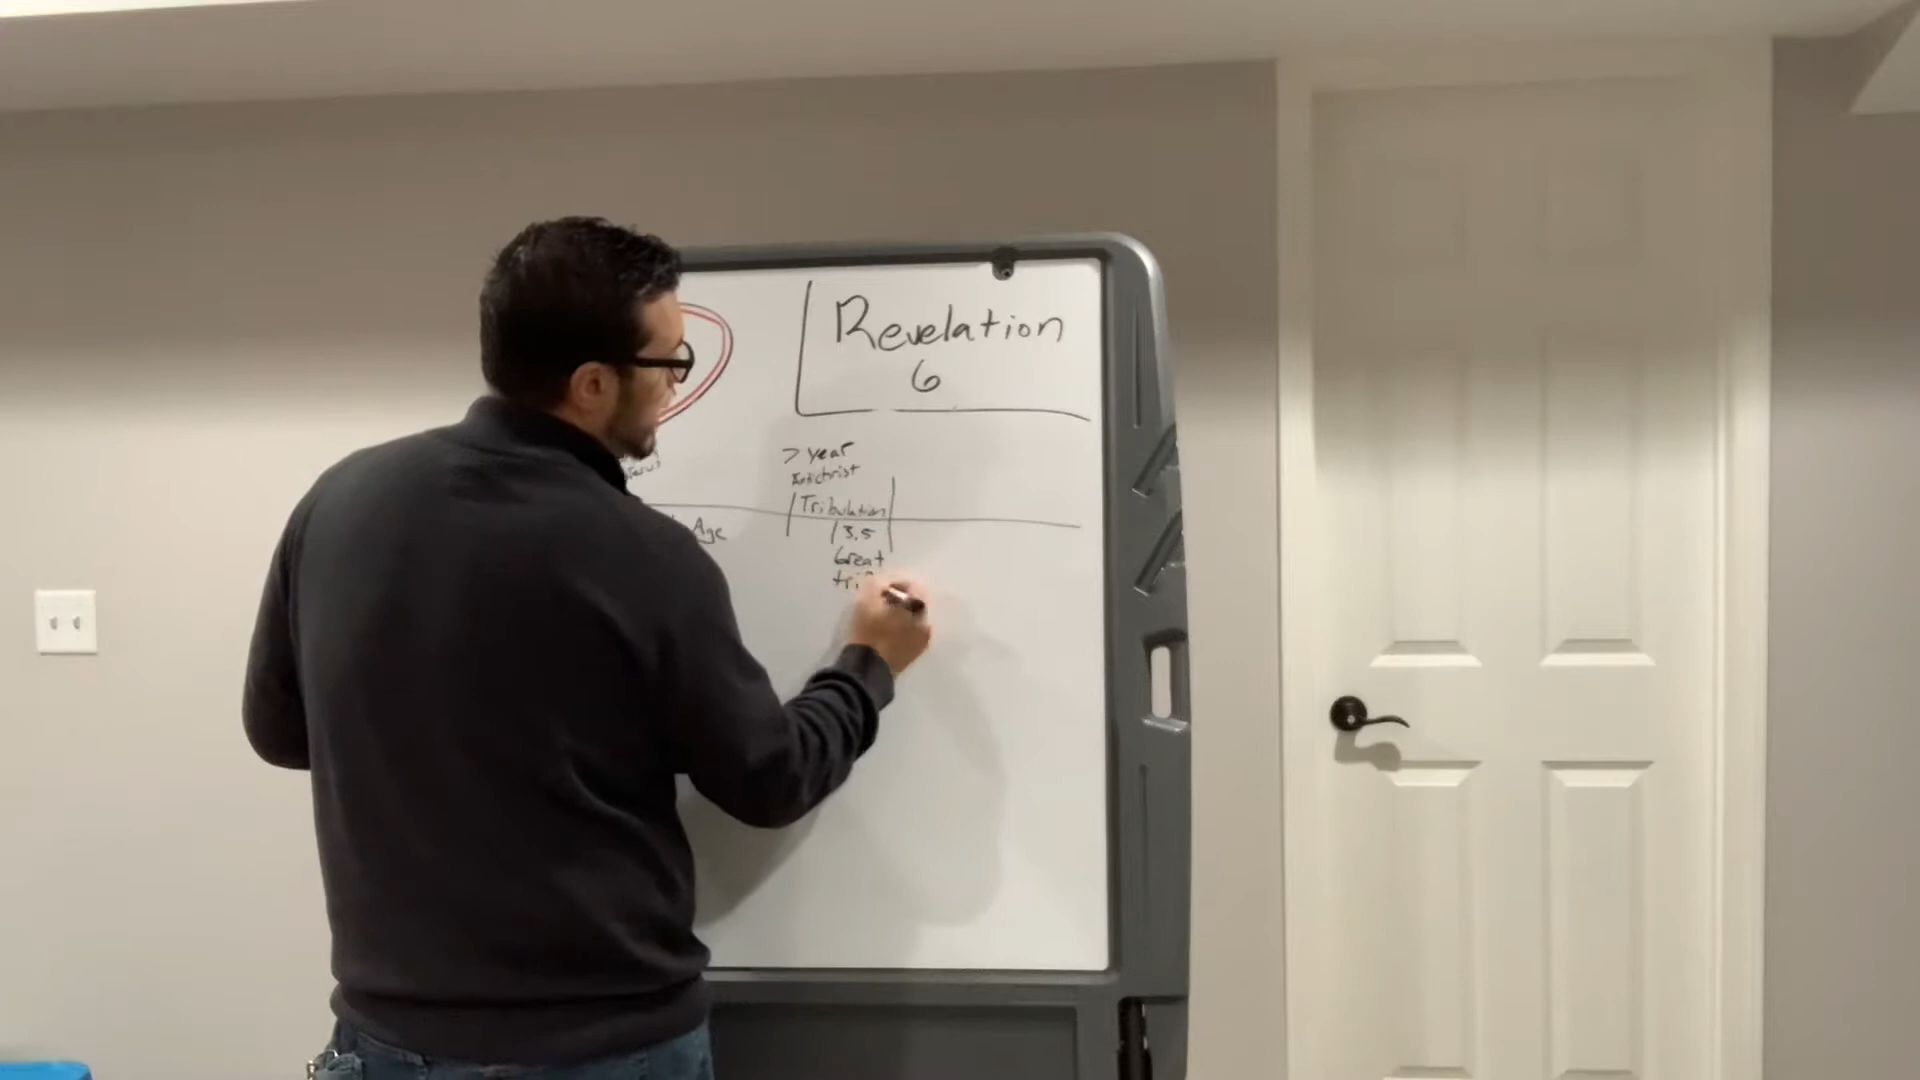 Revelation
6
7 year
Antichrist
Tribulation
Age
3.5
Great
tri